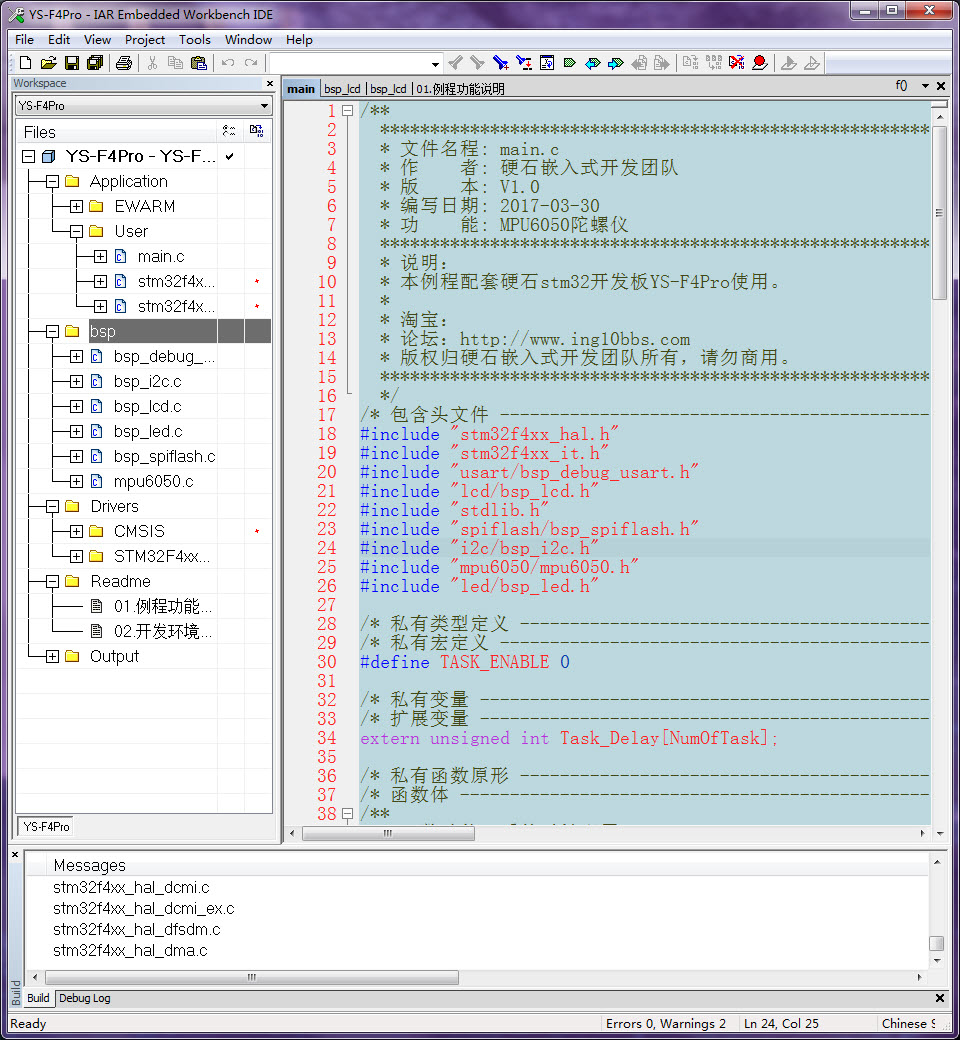 YS-F4Pro - IAR Embedded Workbench IDE
File Edit View Project Tools Window Help
Workspace
YS-F4Pro
Files
YS-F4Pro - YS-F...
Application
EWARM
User
main.c
stm32f4x...
stm32f4x...
bsp
bsp_debug_...
bsp_i2c.c
bsp_lcd.c
bsp_led.c
bsp_spiflash.c
mpu6050.c
Drivers
CMSIS
STM32F4xx...
Readme
01.例程功能...
02.开发环境...
Output
YS-F4Pro
main bsp_lcd bsp_lcd 01.例程功能说明 f()
1 /**
2 *******************************************************
3 * 文件名程: main.c
4 * 作 者: 硬石嵌入式开发团队
5 * 版 本: V1.0
6 * 编写日期: 2017-03-30
7 * 功 能: MPU6050陀螺仪
8 *******************************************************
9 * 说明:
10 * 本例程配套硬石stm32开发板YS-F4Pro使用。
11 *
12 * 淘宝:
13 * 论坛: http://www.ing10bbs.com
14 * 版权归硬石嵌入式开发团队所有, 请勿商用。
15 *******************************************************
16 */
17 /* 包含头文件 -------------------------------------------
18 #include "stm32f4xx_hal.h"
19 #include "stm32f4xx_it.h"
20 #include "usart/bsp_debug_usart.h"
21 #include "lcd/bsp_lcd.h"
22 #include "stdlib.h"
23 #include "spiflash/bsp_spiflash.h"
24 #include "i2c/bsp_i2c.h"
25 #include "mpu6050/mpu6050.h"
26 #include "led/bsp_led.h"
27
28 /* 私有类型定义 -----------------------------------------
29 /* 私有宏定义 -------------------------------------------
30 #define TASK_ENABLE 0
31
32 /* 私有变量 ---------------------------------------------
33 /* 扩展变量 ---------------------------------------------
34 extern unsigned int Task_Delay[NumOfTask];
35
36 /* 私有函数原形 -----------------------------------------
37 /* 函数体 -----------------------------------------------
38 /**
Messages
stm32f4xx_hal_dcmi.c
stm32f4xx_hal_dcmi_ex.c
stm32f4xx_hal_dfsdm.c
stm32f4xx_hal_dma.c
Build
Build Debug Log
Ready Errors 0, Warnings 2 Ln 24, Col 25 Chinese S